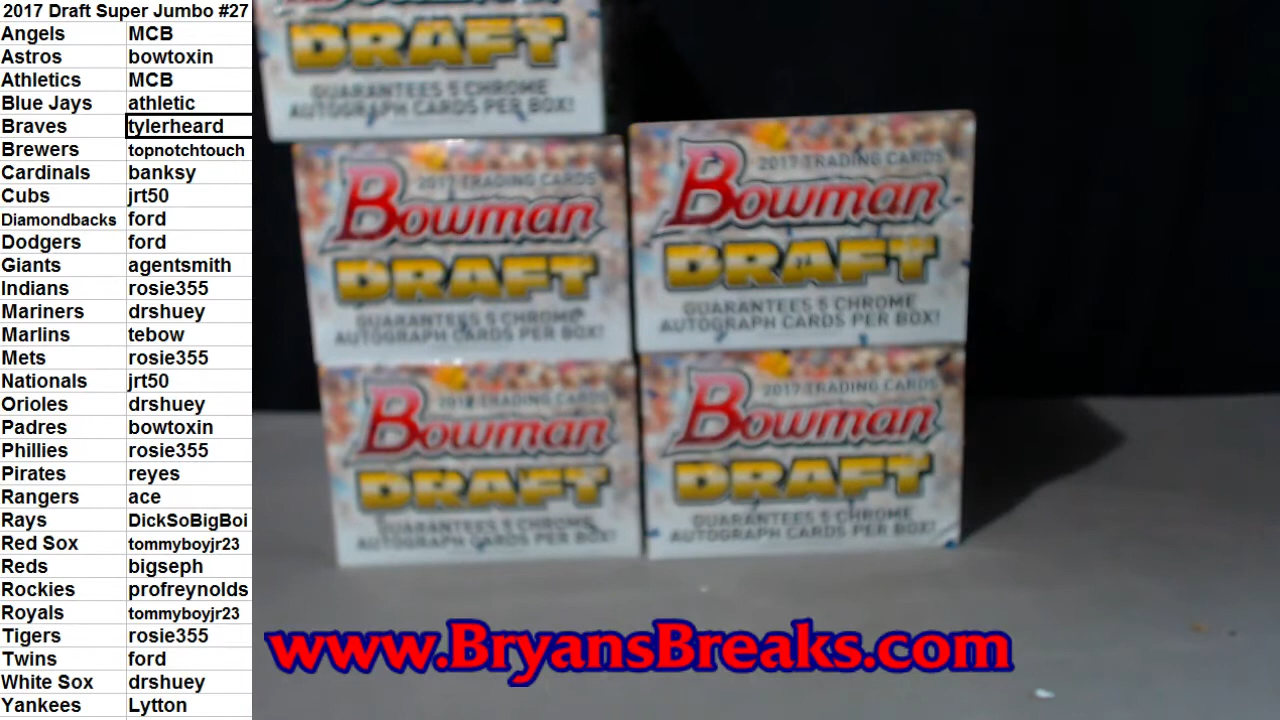 2017 Draft Super Jumbo #27
Angels MCB
Astros bowtoxin
Athletics MCB
Blue Jays athletic
Braves tylerheard
Brewers topnotchtouch
Cardinals banksy
Cubs jrt50
Diamondbacks ford
Dodgers ford
Giants agentsmith
Indians rosie355
Mariners drshuey
Marlins tebow
Mets rosie355
Nationals jrt50
Orioles drshuey
Padres bowtoxin
Phillies rosie355
Pirates reyes
Rangers ace
Rays DickSoBigBoi
Red Sox tommyboyjr23
Reds bigseph
Rockies profreynolds
Royals tommyboyjr23
Tigers rosie355
Twins ford
White Sox drshuey
Yankees Lytton
DRAFT
GUARANTEES 5 CHROME
AUTOGRAPH CARDS PER BOX!
2017 TRADING CARDS
Bowman
DRAFT
GUARANTEES 5 CHROME
AUTOGRAPH CARDS PER BOX!
2017 TRADING CARDS
Bowman
DRAFT
GUARANTEES 5 CHROME
AUTOGRAPH CARDS PER BOX!
2017 TRADING CARDS
Bowman
DRAFT
GUARANTEES 5 CHROME
AUTOGRAPH CARDS PER BOX!
2017 TRADING CARDS
Bowman
DRAFT
GUARANTEES 5 CHROME
AUTOGRAPH CARDS PER BOX!
www.BryansBreaks.com